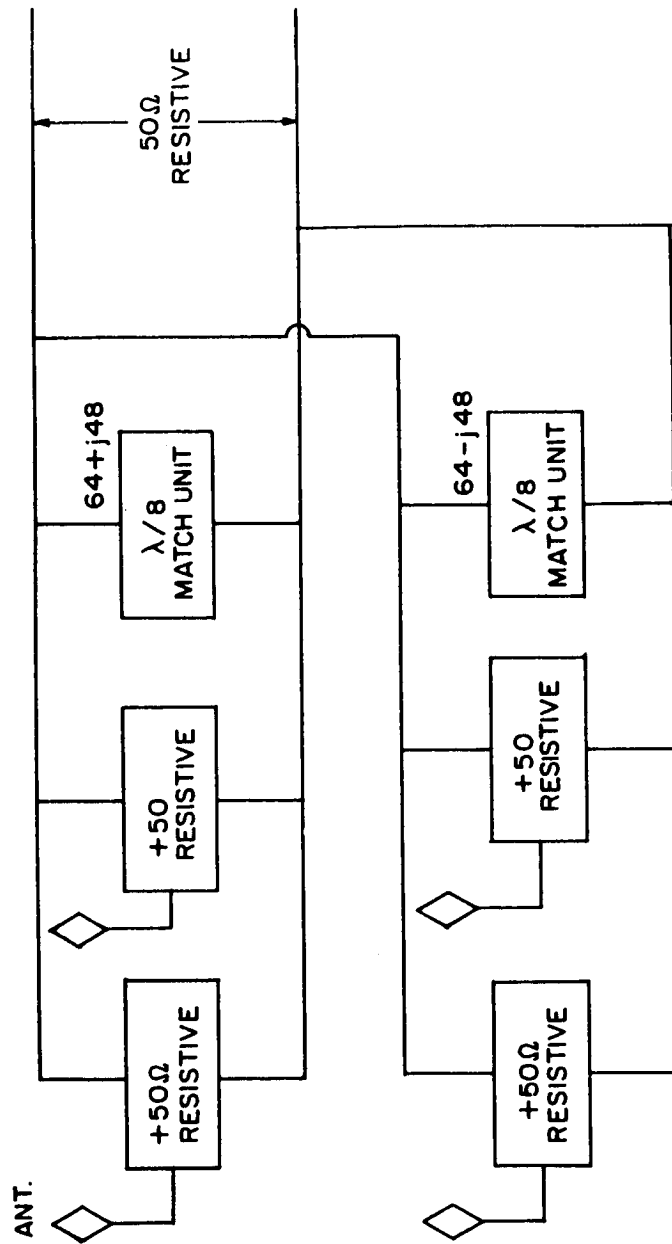 ANT.
+50Ω
RESISTIVE
+50
RESISTIVE
64+j48
λ/8
MATCH UNIT
50Ω
RESISTIVE
+50Ω
RESISTIVE
+50
RESISTIVE
64-j48
λ/8
MATCH UNIT